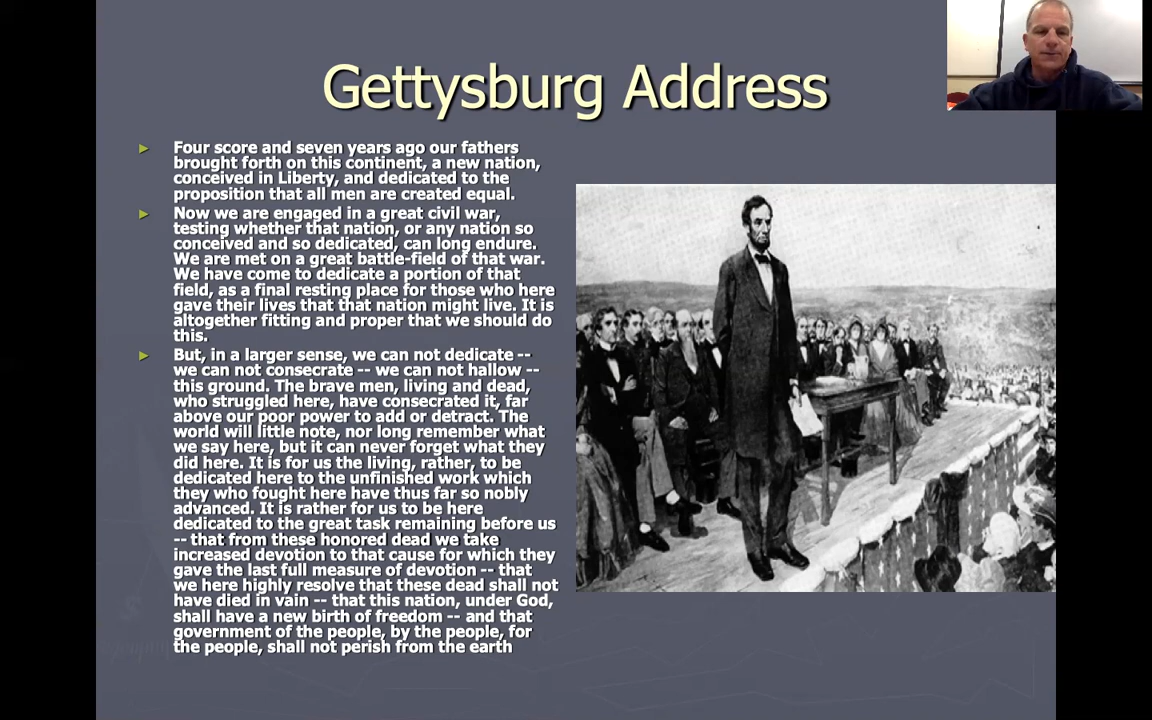 Gettysburg Address
► Four score and seven years ago our fathers
brought forth on this continent, a new nation,
conceived in Liberty, and dedicated to the
proposition that all men are created equal.
► Now we are engaged in a great civil war,
testing whether that nation, or any nation so
conceived and so dedicated, can long endure.
We are met on a great battle-field of that war.
We have come to dedicate a portion of that
field, as a final resting place for those who here
gave their lives that that nation might live. It is
altogether fitting and proper that we should do
this.
► But, in a larger sense, we can not dedicate --
we can not consecrate -- we can not hallow --
this ground. The brave men, living and dead,
who struggled here, have consecrated it, far
above our poor power to add or detract. The
world will little note, nor long remember what
we say here, but it can never forget what they
did here. It is for us the living, rather, to be
dedicated here to the unfinished work which
they who fought here have thus far so nobly
advanced. It is rather for us to be here
dedicated to the great task remaining before us
-- that from these honored dead we take
increased devotion to that cause for which they
gave the last full measure of devotion -- that
we here highly resolve that these dead shall not
have died in vain -- that this nation, under God,
shall have a new birth of freedom -- and that
government of the people, by the people, for
the people, shall not perish from the earth